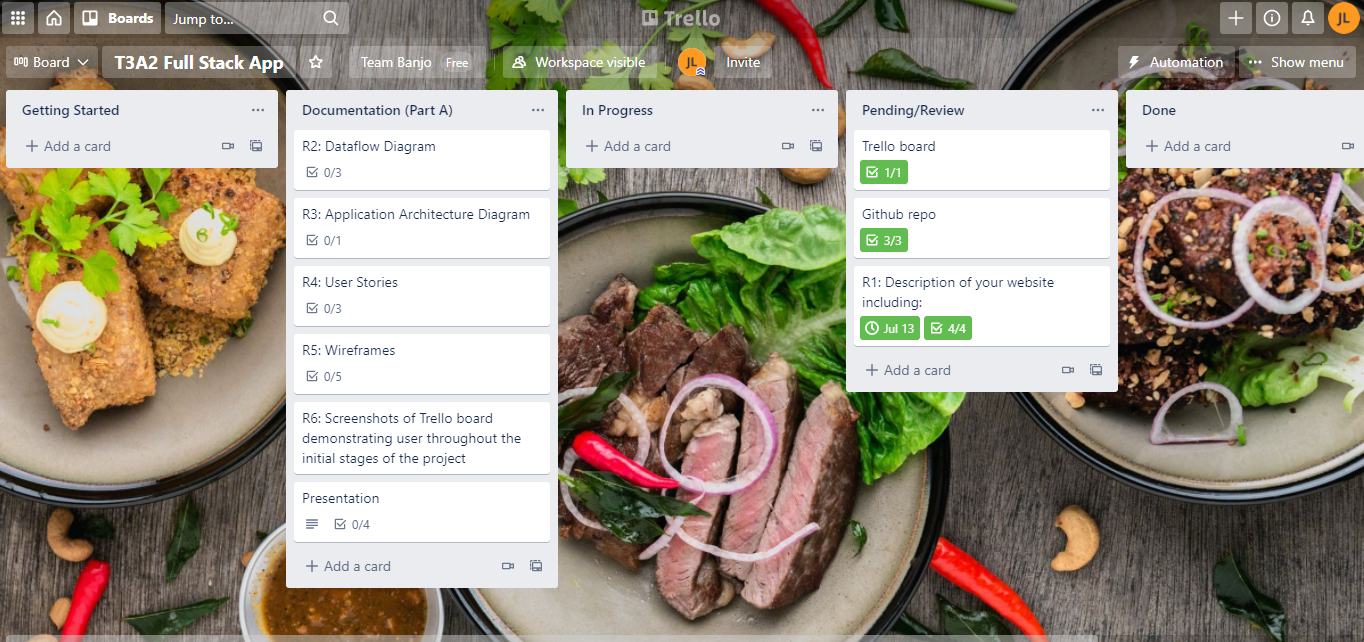 Boards
Jump to...
Trello
JL
Board
T3A2 Full Stack App
Team Banjo Free
Workspace visible
JL
Invite
Automation
Show menu
Getting Started
Add a card
Documentation (Part A)
R2: Dataflow Diagram
0/3
R3: Application Architecture Diagram
0/1
R4: User Stories
0/3
R5: Wireframes
0/5
R6: Screenshots of Trello board
demonstrating user throughout the
initial stages of the project
Presentation
0/4
Add a card
In Progress
Add a card
Pending/Review
Trello board
1/1
Github repo
3/3
R1: Description of your website
including:
Jul 13 4/4
Add a card
Done
Add a card